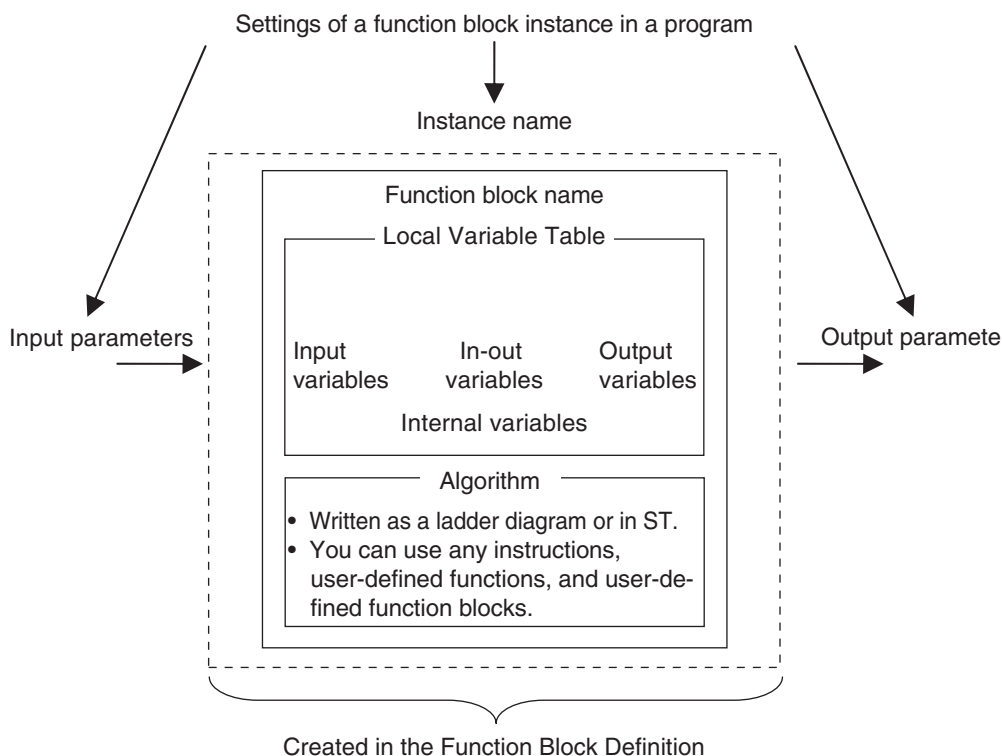 Settings of a function block instance in a program
Instance name
Function block name
Local Variable Table
Input parameters
Output paramete
Input variables
In-out variables
Output variables
Internal variables
Algorithm
• Written as a ladder diagram or in ST.
• You can use any instructions,
user-defined functions, and user-de-
fined function blocks.
Created in the Function Block Definition